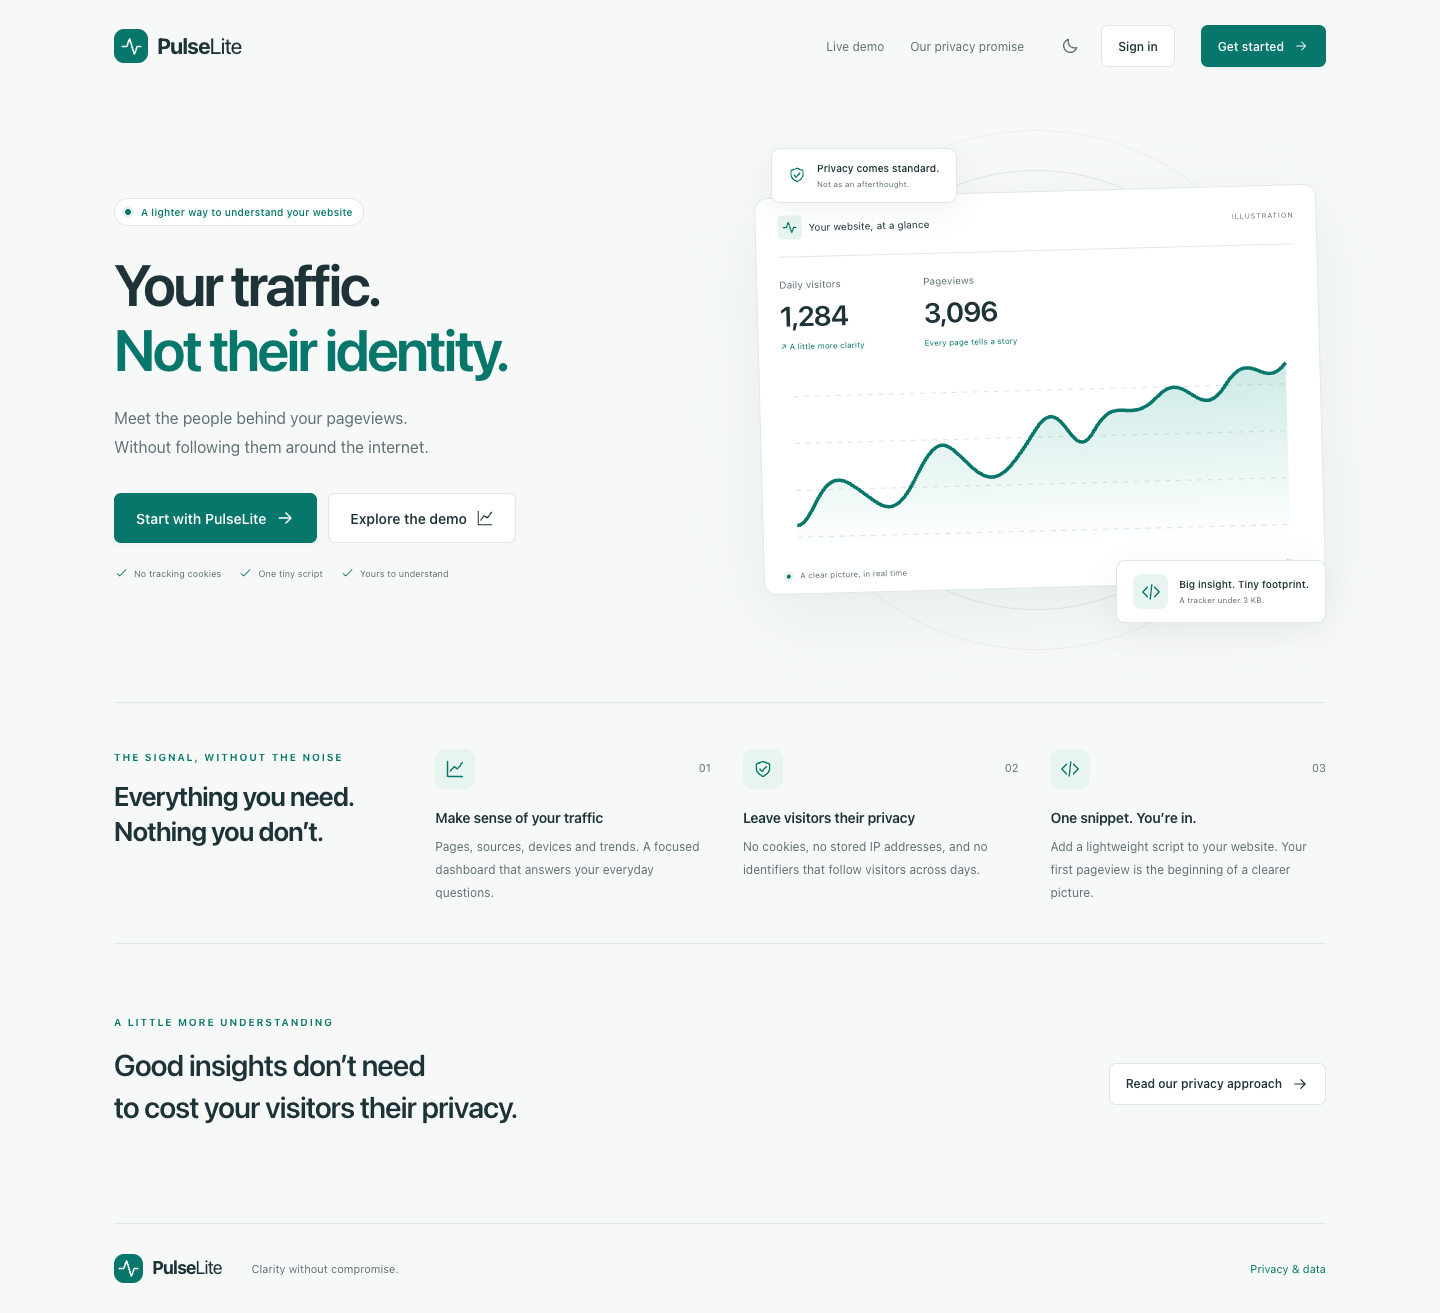 PulseLite
Live demo
Our privacy promise
Sign in
Get started
A lighter way to understand your website
Your traffic.
Not their identity.
Meet the people behind your pageviews.
Without following them around the internet.
Start with PulseLite
Explore the demo
No tracking cookies
One tiny script
Yours to understand
Privacy comes standard.
Not as an afterthought.
Your website, at a glance
ILLUSTRATION
Daily visitors
1,284
↗ A little more clarity
Pageviews
3,096
Every page tells a story
A clear picture, in real time
Big insight. Tiny footprint.
A tracker under 3 KB.
THE SIGNAL, WITHOUT THE NOISE
Everything you need.
Nothing you don’t.
01
Make sense of your traffic
Pages, sources, devices and trends. A focused
dashboard that answers your everyday
questions.
02
Leave visitors their privacy
No cookies, no stored IP addresses, and no
identifiers that follow visitors across days.
03
One snippet. You’re in.
Add a lightweight script to your website. Your
first pageview is the beginning of a clearer
picture.
A LITTLE MORE UNDERSTANDING
Good insights don’t need
to cost your visitors their privacy.
Read our privacy approach
PulseLite
Clarity without compromise.
Privacy & data